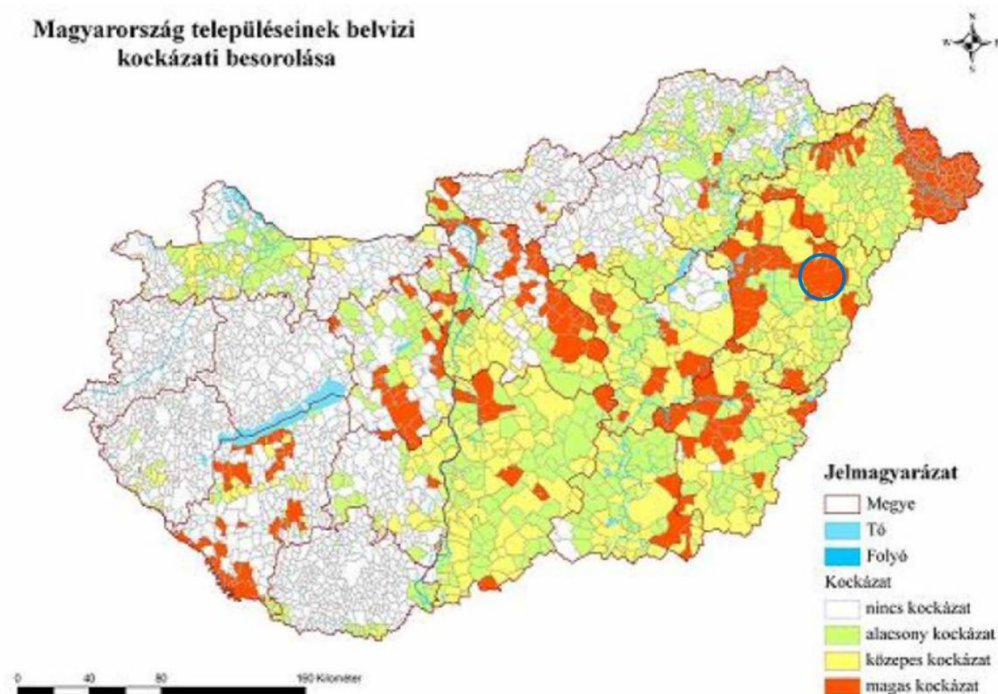 Magyarország településeinek belvizi
kockázati besorolása
N
W
E
S
Jelmagyarázat
Megye
Tó
Folyó
Kockázat
nincs kockázat
alacsony kockázat
közepes kockázat
magas kockázat
0 40 80 160 Kilométer